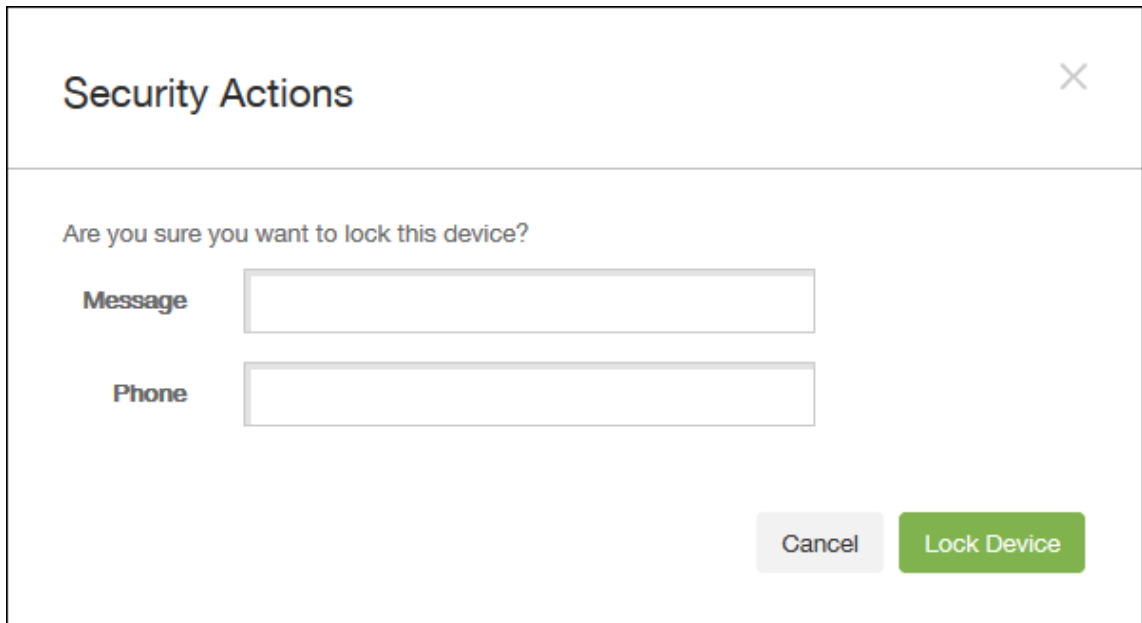 Security Actions
Are you sure you want to lock this device?
Message
Phone
Cancel
Lock Device